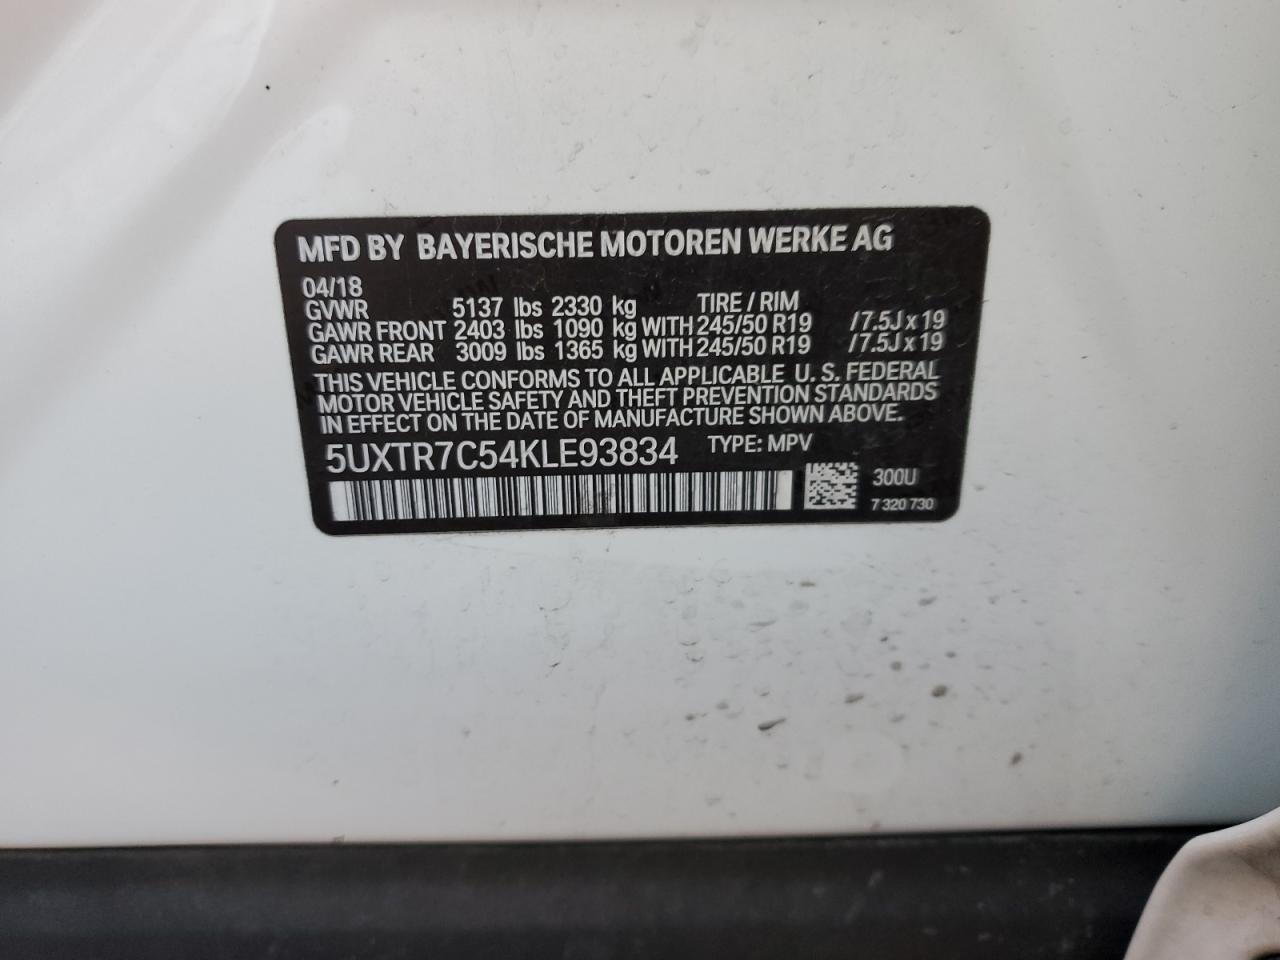 MFD BY BAYERISCHE MOTOREN WERKE AG
04/18
GVWR 5137 lbs 2330 kg TIRE / RIM
GAWR FRONT 2403 lbs 1090 kg WITH 245/50 R19 / 7.5J x 19
GAWR REAR 3009 lbs 1365 kg WITH 245/50 R19 / 7.5J x 19
THIS VEHICLE CONFORMS TO ALL APPLICABLE U. S. FEDERAL
MOTOR VEHICLE SAFETY AND THEFT PREVENTION STANDARDS
IN EFFECT ON THE DATE OF MANUFACTURE SHOWN ABOVE.
5UXTR7C54KLE93834 TYPE: MPV
300U
7 320 730